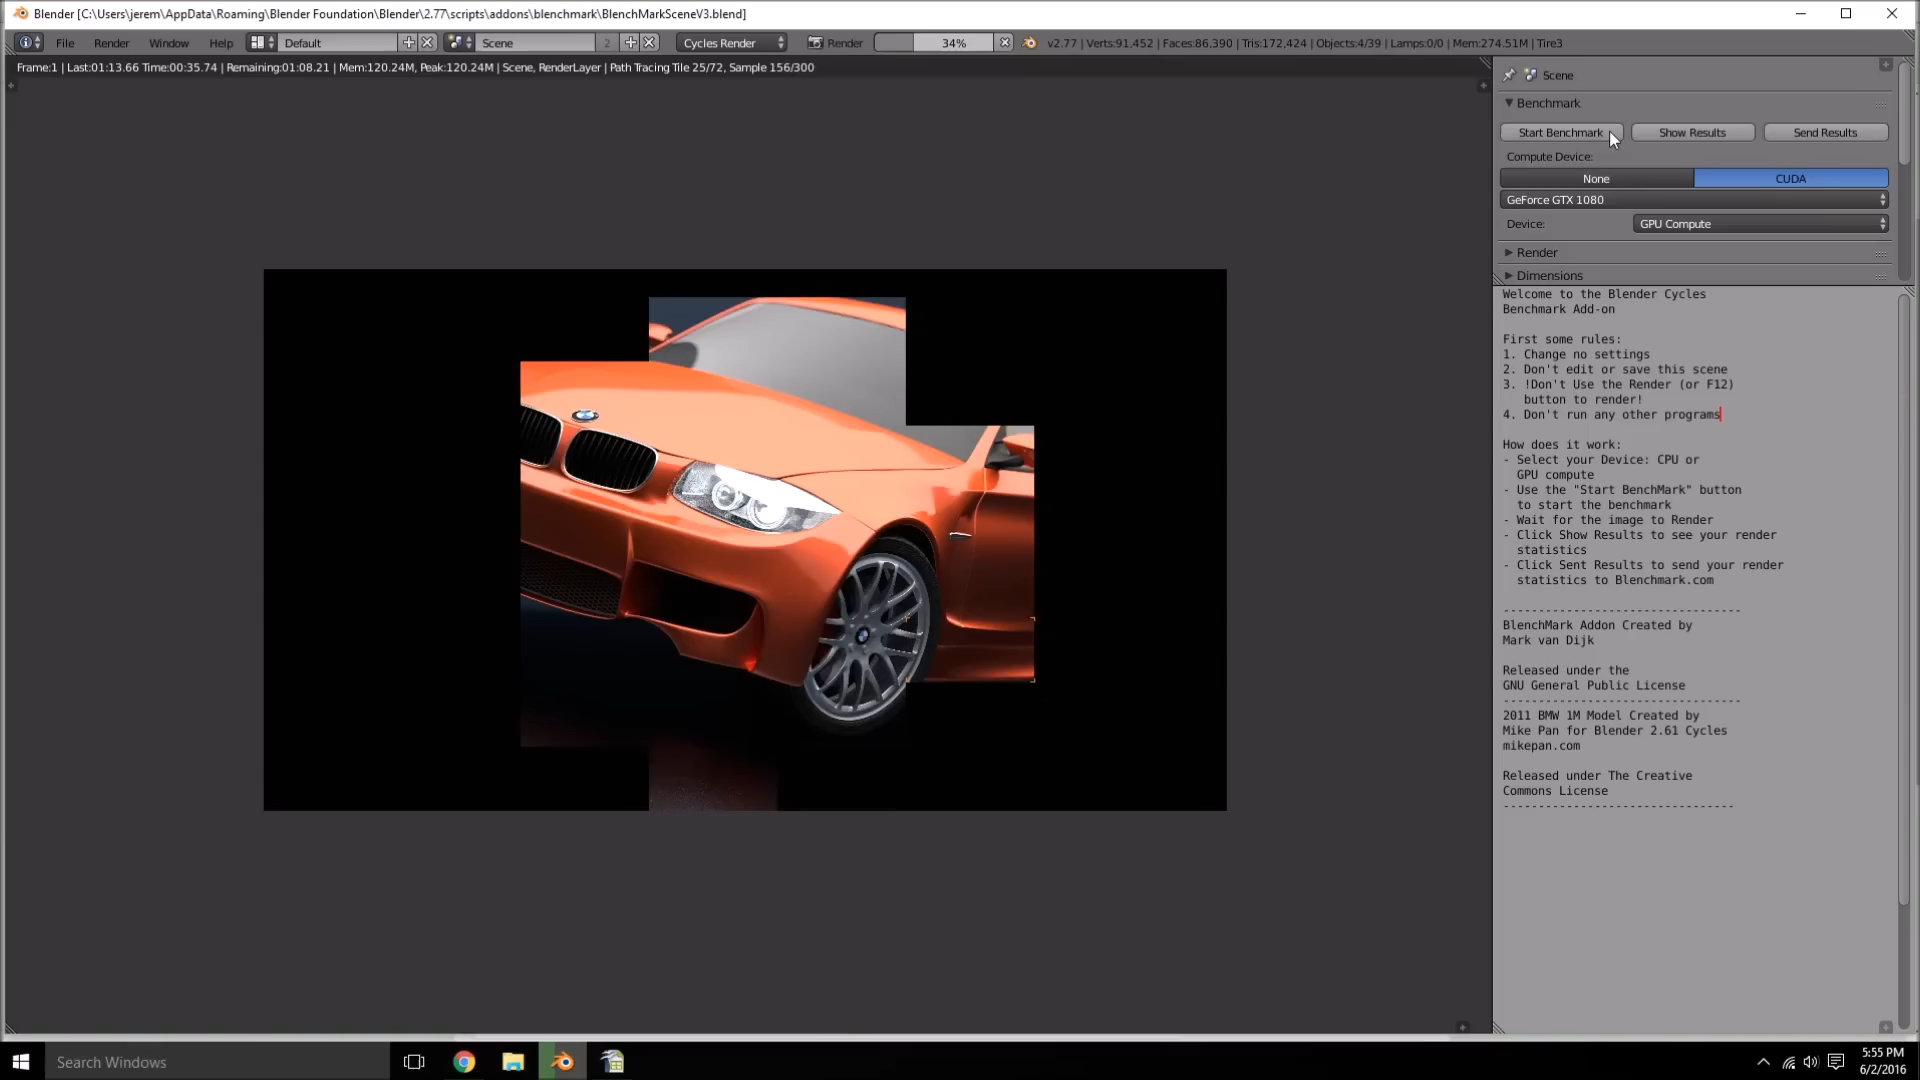 Blender [C:\Users\jerem\AppData\Roaming\Blender Foundation\Blender\2.77\scripts\addons\blenchmark\BlenchMarkSceneV3.blend]
File Render Window Help Default Scene 2 Cycles Render Render 34% v2.77 | Verts:91,452 | Faces:86,390 | Tris:172,424 | Objects:4/39 | Lamps:0/0 | Mem:274.51M | Tire3
Frame:1 | Last:01:13.66 Time:00:35.74 | Remaining:01:08.21 | Mem:120.24M, Peak:120.24M | Scene, RenderLayer | Path Tracing Tile 25/72, Sample 156/300
Scene
Benchmark
Start Benchmark Show Results Send Results
Compute Device:
None CUDA
GeForce GTX 1080
Device: GPU Compute
Render
Dimensions
Welcome to the Blender Cycles
Benchmark Add-on
First some rules:
1. Change no settings
2. Don't edit or save this scene
3. !Don't Use the Render (or F12)
button to render!
4. Don't run any other programs
How does it work:
- Select your Device: CPU or
GPU compute
- Use the "Start BenchMark" button
to start the benchmark
- Wait for the image to Render
- Click Show Results to see your render
statistics
- Click Sent Results to send your render
statistics to Blenchmark.com
----------------------------------
BlenchMark Addon Created by
Mark van Dijk
Released under the
GNU General Public License
----------------------------------
2011 BMW 1M Model Created by
Mike Pan for Blender 2.61 Cycles
mikepan.com
Released under The Creative
Commons License
---------------------------------
Search Windows
5:55 PM
6/2/2016